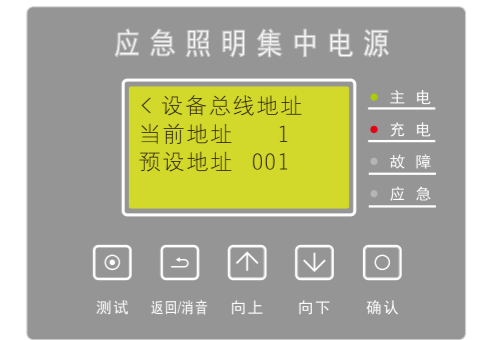 应急照明集中电源
< 设备总线地址
当前地址 1
预设地址 001
主电
充电
故障
应急
测试 返回/消音 向上 向下 确认